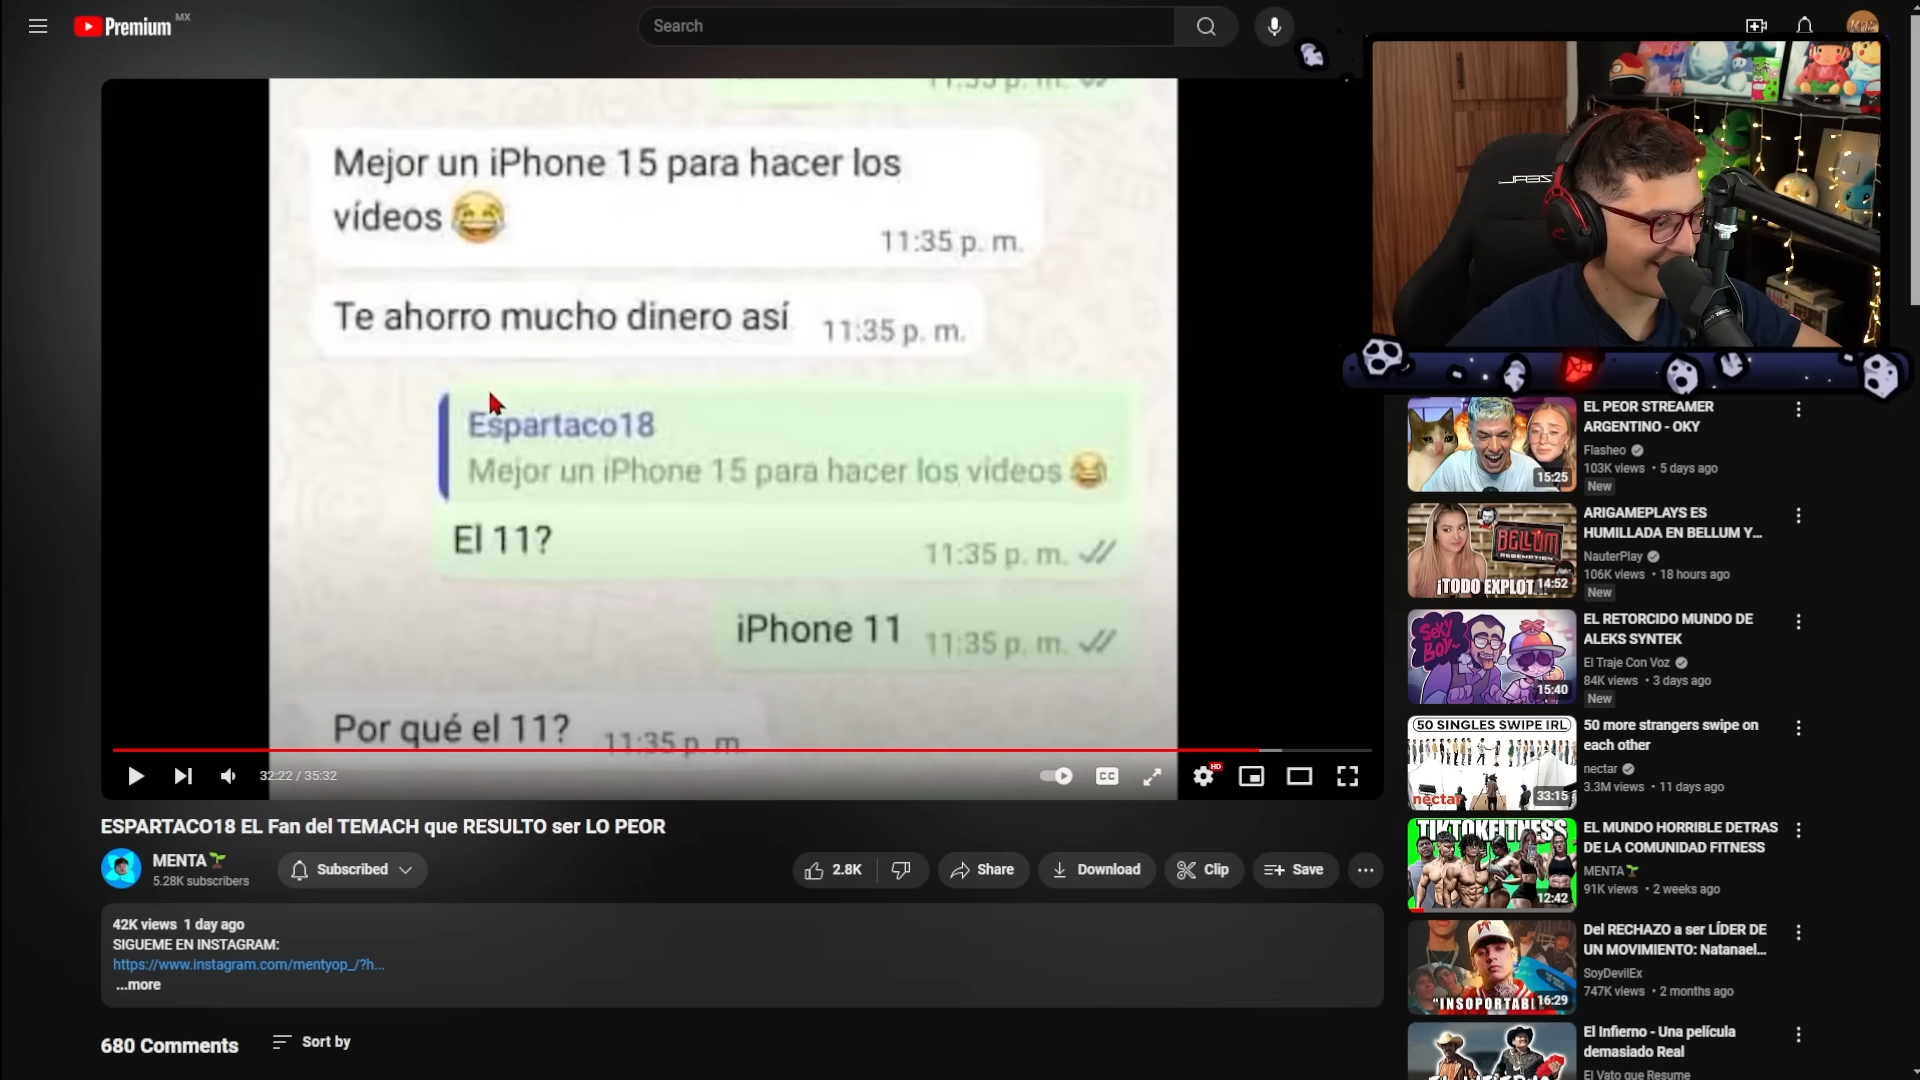 Premium MX
Search
11:35 p. m.
Mejor un iPhone 15 para hacer los
vídeos 😂
11:35 p. m.
Te ahorro mucho dinero así
11:35 p. m.
Espartaco18
Mejor un iPhone 15 para hacer los vídeos 😂
El 11?
11:35 p. m.
iPhone 11
11:35 p. m.
Por qué el 11?
11:35 p. m.
32:22 / 35:32
CC
HD
ESPARTACO18 EL Fan del TEMACH que RESULTO ser LO PEOR
MENTA🌱
5.28K subscribers
Subscribed
2.8K
Share
Download
Clip
Save
42K views 1 day ago
SIGUEME EN INSTAGRAM:
https://www.instagram.com/mentyop_/?h...
...more
680 Comments
Sort by
15:25
EL PEOR STREAMER
ARGENTINO - OKY
Flasheo
103K views • 5 days ago
New
BELLUM
¡TODO EXPLOT
14:52
ARIGAMEPLAYS ES
HUMILLADA EN BELLUM Y...
NauterPlay
106K views • 18 hours ago
New
SEXY
BOY
15:40
EL RETORCIDO MUNDO DE
ALEKS SYNTEK
El Traje Con Voz
84K views • 3 days ago
New
50 SINGLES SWIPE IRL
nectar
33:15
50 more strangers swipe on
each other
nectar
3.3M views • 11 days ago
TIKTOKFITNESS
12:42
EL MUNDO HORRIBLE DETRAS
DE LA COMUNIDAD FITNESS
MENTA🌱
91K views • 2 weeks ago
"INSOPORTABL
16:29
Del RECHAZO a ser LÍDER DE
UN MOVIMIENTO: Natanael...
SoyDevilEx
747K views • 2 months ago
El Infierno - Una película
demasiado Real
El Vato que Resume